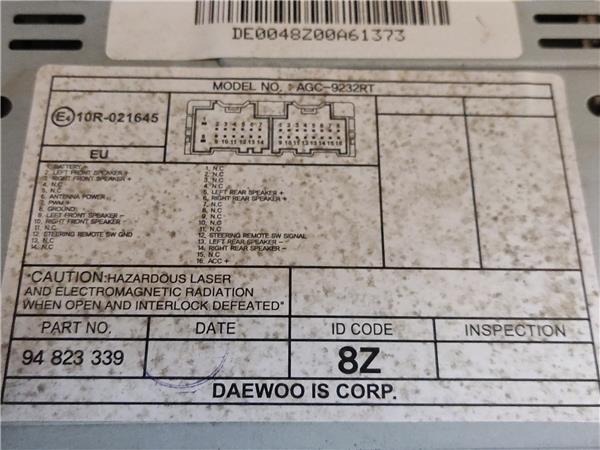 DE0048Z00A61373
MODEL NO. : AGC-9232RT
E4 10R-021645
EU
1. BATTERY +
2. LEFT FRONT SPEAKER +
3. RIGHT FRONT SPEAKER +
4. N.C
5. N.C
6. ANTENNA POWER
7. PWM +
8. GROUND
9. LEFT FRONT SPEAKER -
10. RIGHT FRONT SPEAKER -
11. N.C
12. STEERING REMOTE SW GND
13. N.C
14. N.C
1. N.C
2. N.C
3. N.C
4. N.C
5. LEFT REAR SPEAKER +
6. RIGHT REAR SPEAKER +
7. N.C
8. N.C
9. N.C
10. N.C
11. N.C
12. STEERING REMOTE SW SIGNAL
13. LEFT REAR SPEAKER -
14. RIGHT REAR SPEAKER -
15. N.C
16. ACC +
"CAUTION:HAZARDOUS LASER
AND ELECTROMAGNETIC RADIATION
WHEN OPEN AND INTERLOCK DEFEATED"
PART NO. DATE ID CODE INSPECTION
94 823 339 8Z
DAEWOO IS CORP.